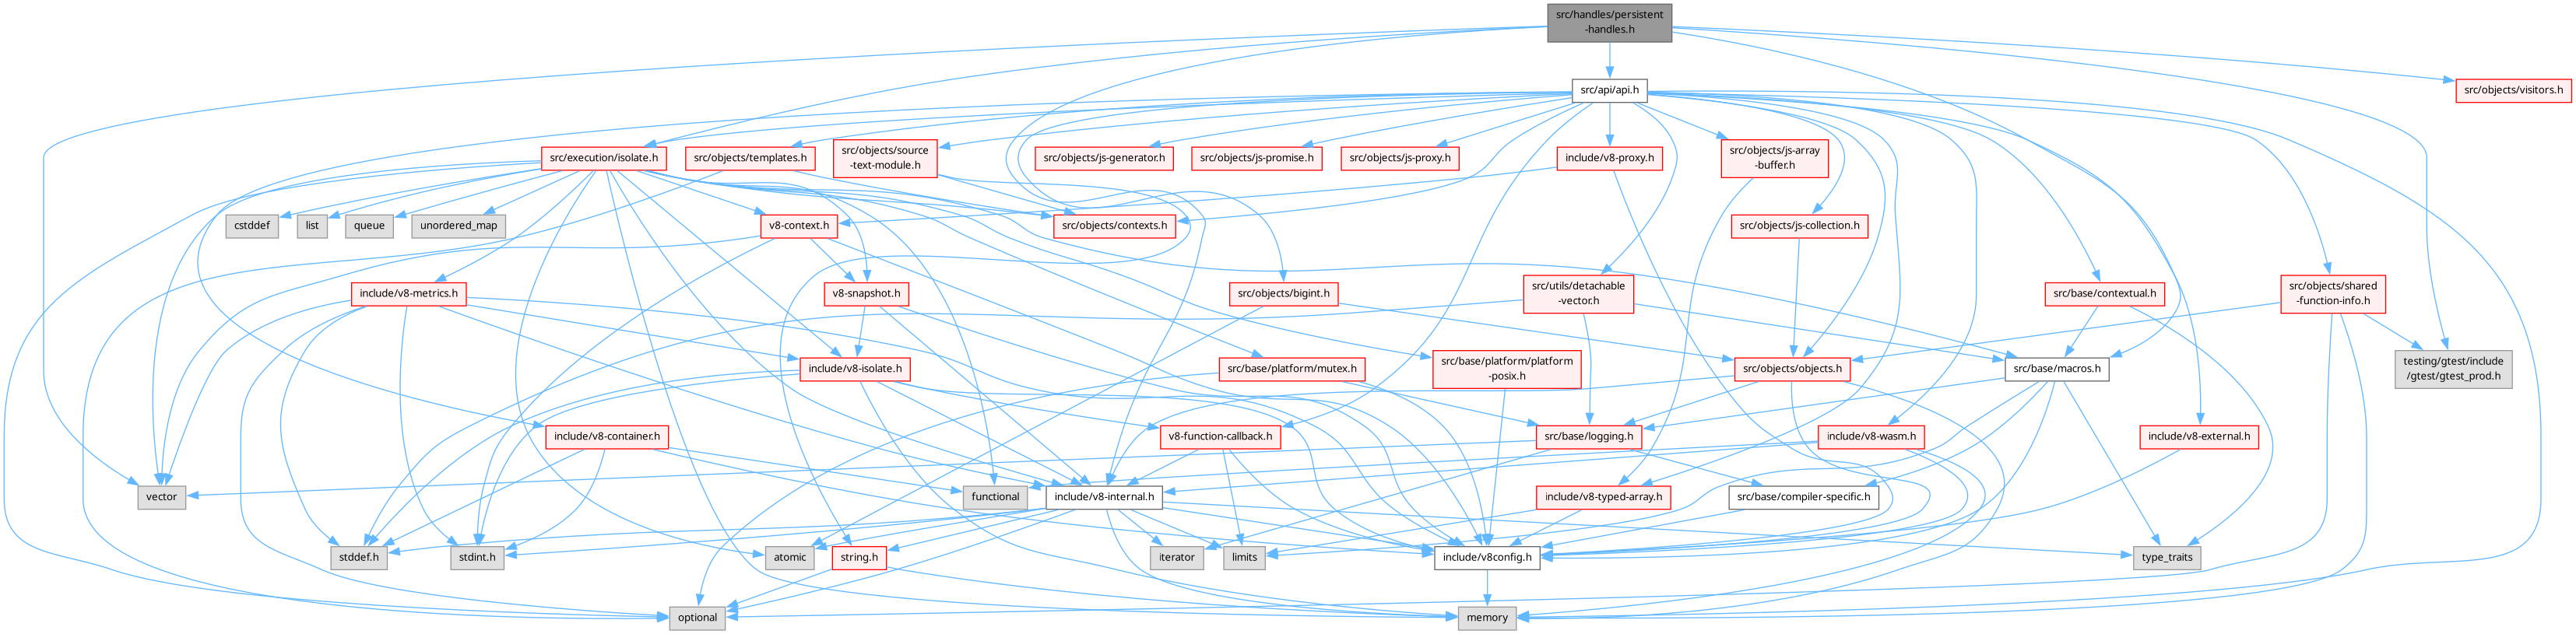 src/handles/persistent
-handles.h
src/api/api.h
src/objects/visitors.h
src/execution/isolate.h
src/objects/templates.h
src/objects/source
-text-module.h
src/objects/js-generator.h
src/objects/js-promise.h
src/objects/js-proxy.h
include/v8-proxy.h
src/objects/js-array
-buffer.h
cstddef
list
queue
unordered_map
v8-context.h
src/objects/contexts.h
src/objects/js-collection.h
include/v8-metrics.h
v8-snapshot.h
src/objects/bigint.h
src/utils/detachable
-vector.h
src/base/contextual.h
src/objects/shared
-function-info.h
include/v8-isolate.h
src/base/platform/mutex.h
src/base/platform/platform
-posix.h
src/objects/objects.h
src/base/macros.h
testing/gtest/include
/gtest/gtest_prod.h
include/v8-container.h
v8-function-callback.h
src/base/logging.h
include/v8-wasm.h
include/v8-external.h
vector
functional
include/v8-internal.h
include/v8-typed-array.h
src/base/compiler-specific.h
stddef.h
stdint.h
atomic
string.h
iterator
limits
include/v8config.h
type_traits
optional
memory